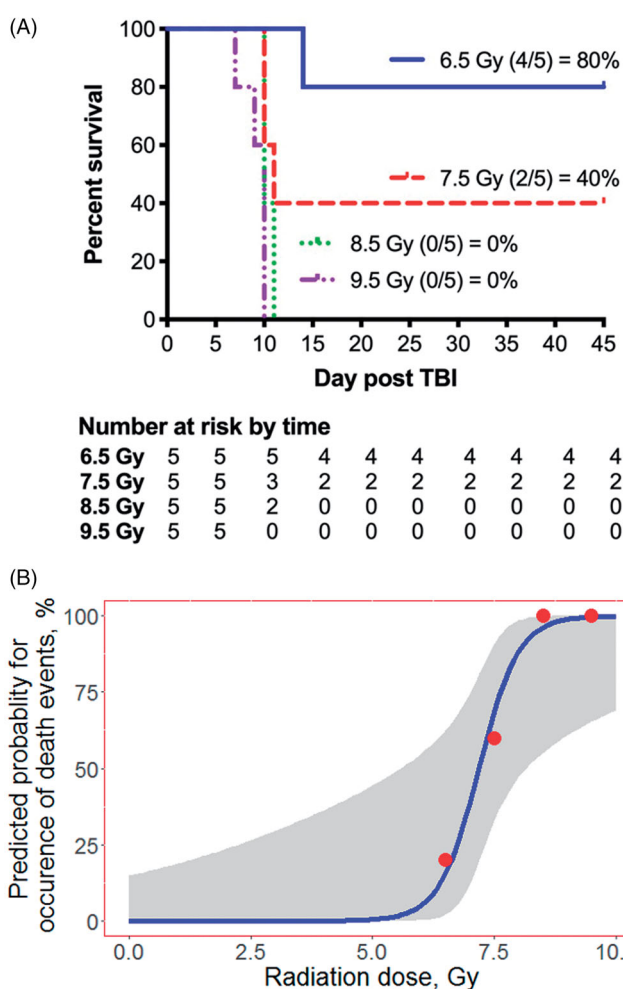 (A)
100
80
60
40
20
0
Percent survival
6.5 Gy (4/5) = 80%
7.5 Gy (2/5) = 40%
8.5 Gy (0/5) = 0%
9.5 Gy (0/5) = 0%
0 5 10 15 20 25 30 35 40 45
Day post TBI
Number at risk by time
6.5 Gy 5 5 5 4 4 4 4 4 4 4
7.5 Gy 5 5 3 2 2 2 2 2 2 2
8.5 Gy 5 5 2 0 0 0 0 0 0 0
9.5 Gy 5 5 0 0 0 0 0 0 0 0
(B)
Predicted probablity for
occurence of death events, %
100
75
50
25
0
0.0 2.5 5.0 7.5 10.
Radiation dose, Gy